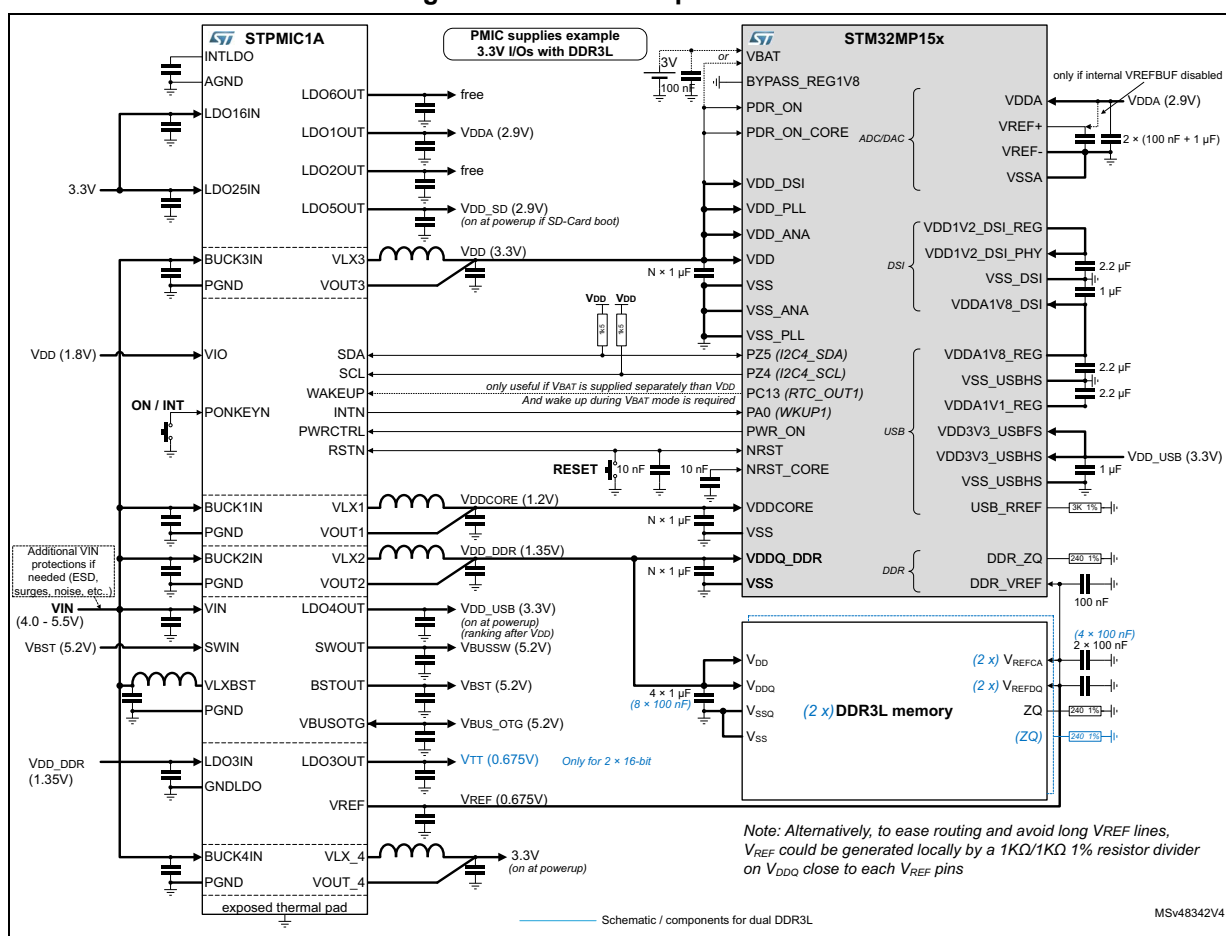 STPMIC1A
PMIC supplies example
3.3V I/Os with DDR3L
STM32MP15x
INTLDO
AGND
LDO16IN
3.3V
LDO25IN
LDO6OUT
free
LDO1OUT
VDDA (2.9V)
LDO2OUT
free
LDO5OUT
VDD_SD (2.9V)
(on at powerup if SD-Card boot)
BUCK3IN
PGND
VLX3
VOUT3
VDD (3.3V)
VDD (1.8V)
VIO
ON / INT
PONKEYN
SDA
SCL
WAKEUP
INTN
PWRCTRL
RSTN
VDD
VDD
1k5
1k5
only useful if VBAT is supplied separately than VDD
And wake up during VBAT mode is required
RESET
10 nF
10 nF
BUCK1IN
PGND
VLX1
VOUT1
VDDCORE (1.2V)
N × 1 µF
Additional VIN
protections if
needed (ESD,
surges, noise, etc..)
BUCK2IN
PGND
VLX2
VOUT2
VDD_DDR (1.35V)
N × 1 µF
VIN
(4.0 - 5.5V)
VIN
VBST (5.2V)
SWIN
VLXBST
PGND
LDO4OUT
VDD_USB (3.3V)
(on at powerup)
(ranking after VDD)
SWOUT
VBUSSW (5.2V)
BSTOUT
VBST (5.2V)
VBUSOTG
VBUS_OTG (5.2V)
VDD_DDR
(1.35V)
LDO3IN
GNDLDO
LDO3OUT
VTT (0.675V)
Only for 2 × 16-bit
VREF
VREF (0.675V)
BUCK4IN
PGND
VLX_4
VOUT_4
3.3V
(on at powerup)
exposed thermal pad
3V
100 nF
or
VBAT
BYPASS_REG1V8
PDR_ON
PDR_ON_CORE
VDD_DSI
VDD_PLL
VDD_ANA
VDD
N × 1 µF
VSS
VSS_ANA
VSS_PLL
PZ5 (I2C4_SDA)
PZ4 (I2C4_SCL)
PC13 (RTC_OUT1)
PA0 (WKUP1)
PWR_ON
NRST
NRST_CORE
VDDCORE
VSS
VDDQ_DDR
VSS
only if internal VREFBUF disabled
ADC/DAC
VDDA
VDDA (2.9V)
VREF+
2 × (100 nF + 1 µF)
VREF-
VSSA
DSI
VDD1V2_DSI_REG
VDD1V2_DSI_PHY
2.2 µF
VSS_DSI
1 µF
VDDA1V8_DSI
USB
VDDA1V8_REG
2.2 µF
VSS_USBHS
2.2 µF
VDDA1V1_REG
VDD3V3_USBFS
VDD3V3_USBHS
VDD_USB (3.3V)
1 µF
VSS_USBHS
USB_RREF
3K 1%
DDR
DDR_ZQ
240 1%
DDR_VREF
100 nF
VDD
VDDQ
4 × 1 µF
(8 × 100 nF)
VSSQ
VSS
(2 x) DDR3L memory
(4 × 100 nF)
2 × 100 nF
(2 x) VREFCA
(2 x) VREFDQ
ZQ
240 1%
(ZQ)
240 1%
Note: Alternatively, to ease routing and avoid long VREF lines,
VREF could be generated locally by a 1KΩ/1KΩ 1% resistor divider
on VDDQ close to each VREF pins
Schematic / components for dual DDR3L
MSv48342V4